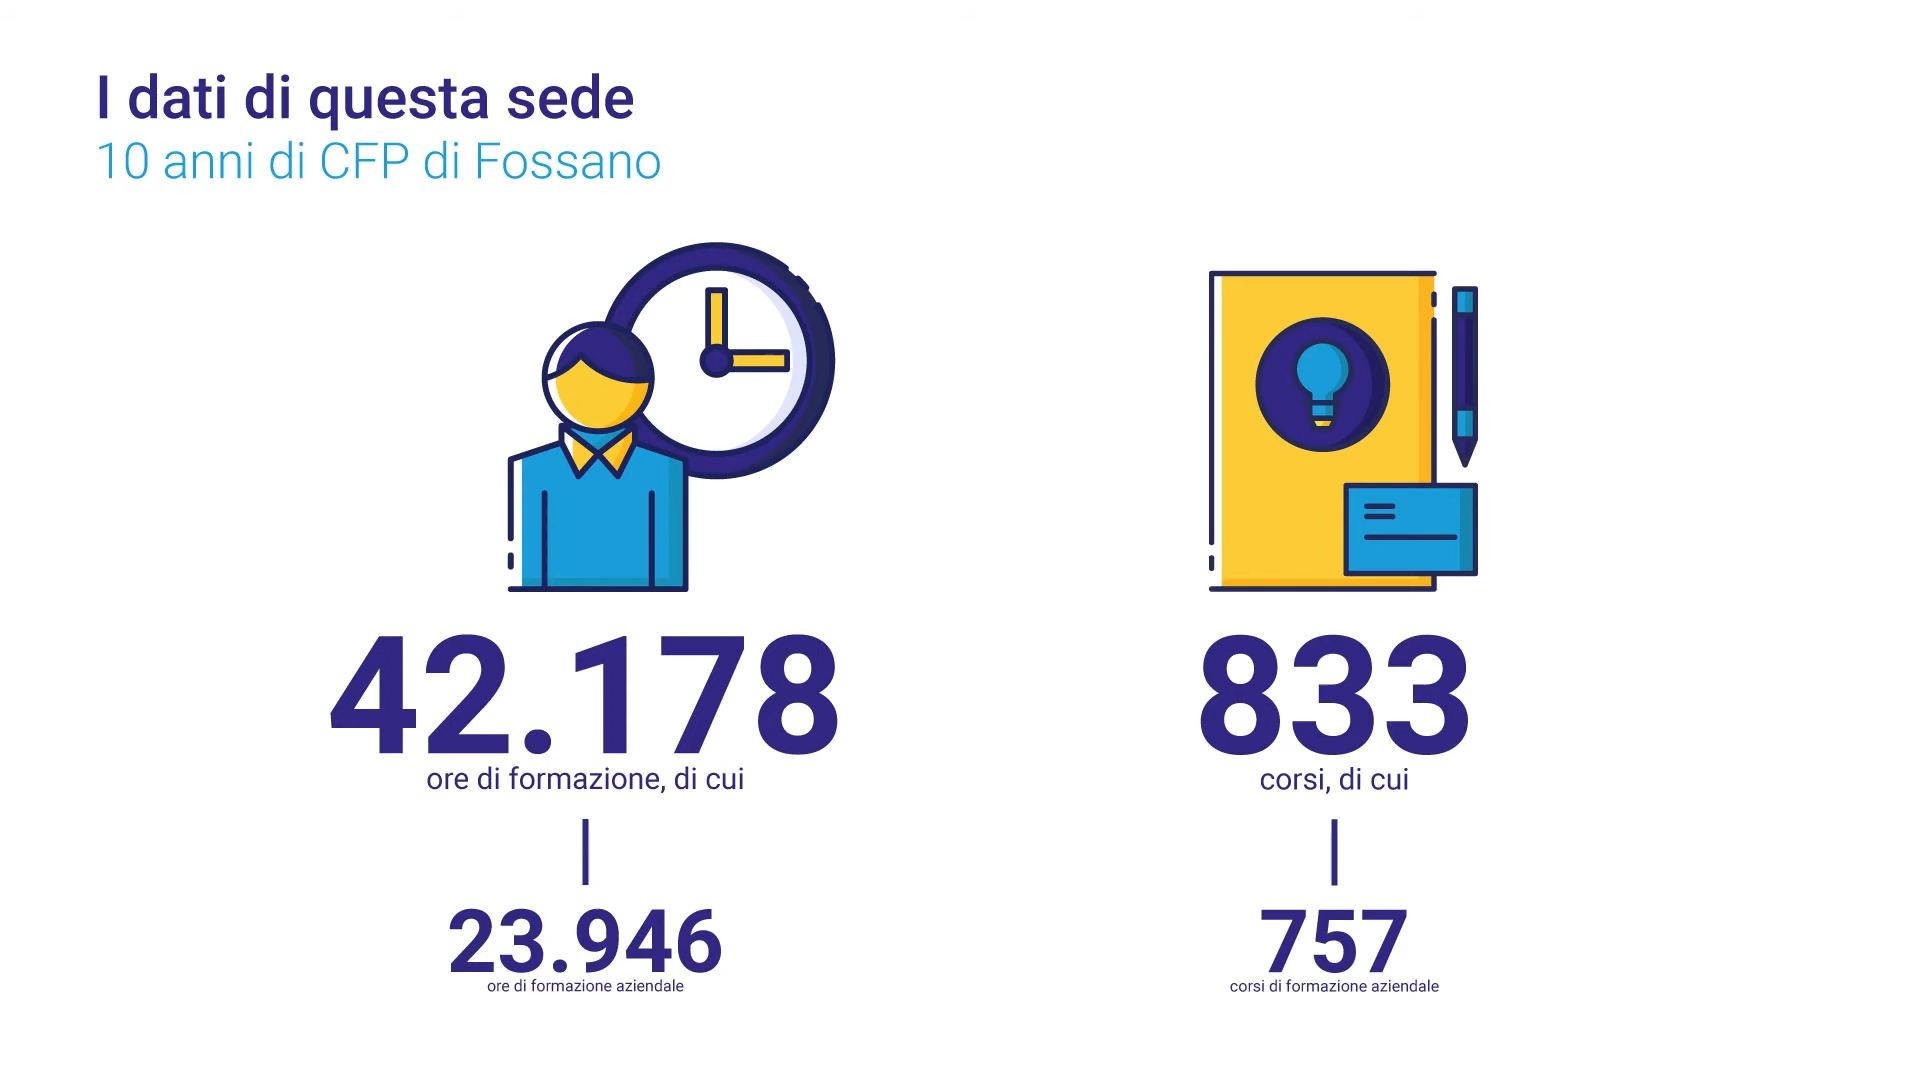 I dati di questa sede
10 anni di CFP di Fossano
42.178
ore di formazione, di cui
23.946
ore di formazione aziendale
833
corsi, di cui
757
corsi di formazione aziendale